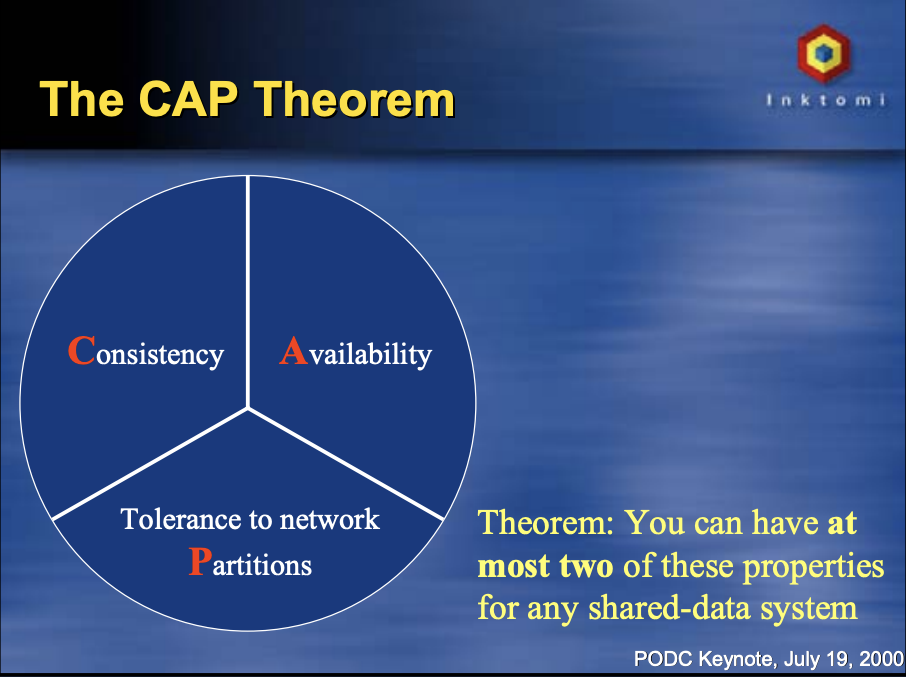 The CAP Theorem
Inktomi
Consistency
Availability
Tolerance to network
Partitions
Theorem: You can have at
most two of these properties
for any shared-data system
PODC Keynote, July 19, 2000